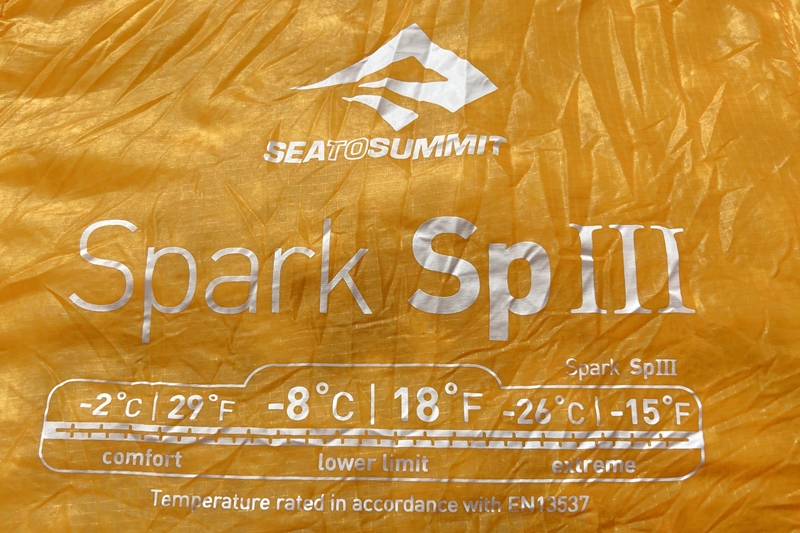 SEATOSUMMIT
Spark SpIII
Spark SpIII
-2°C | 29°F -8°C | 18°F -26°C | -15°F
comfort lower limit extreme
Temperature rated in accordance with EN13537